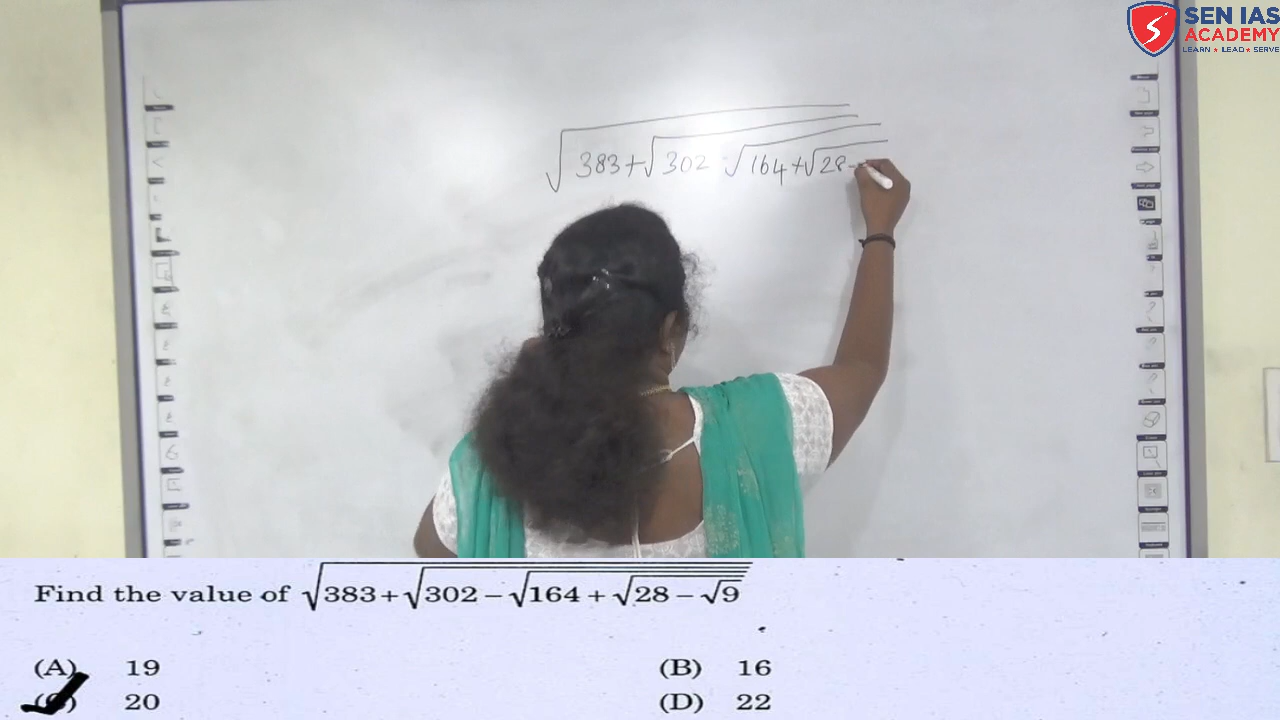 SEN IAS
ACADEMY
LEARN ★ LEAD ★ SERVE
√383+√302 √164+√28-
Find the value of √383+√302-√164+√28-√9
(A) 19
(B) 16
(C) 20
(D) 22